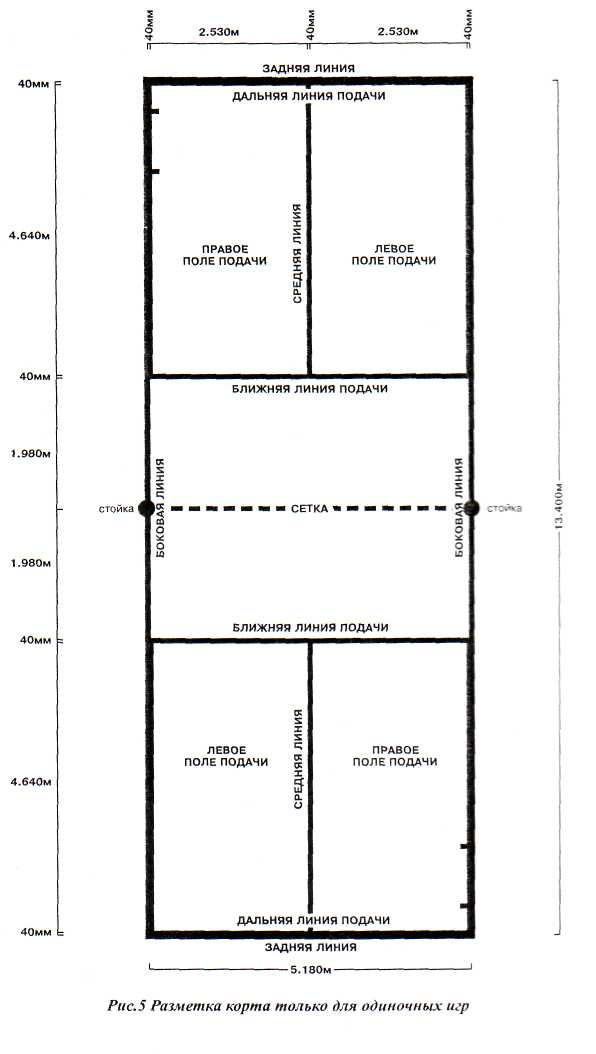 40мм 2.530м 40мм 2.530м 40мм
ЗАДНЯЯ ЛИНИЯ
40мм
ДАЛЬНАЯ ЛИНИЯ ПОДАЧИ
4.640м
ПРАВОЕ
ПОЛЕ ПОДАЧИ
СРЕДНЯЯ ЛИНИЯ
ЛЕВОЕ
ПОЛЕ ПОДАЧИ
40мм
БЛИЖНЯЯ ЛИНИЯ ПОДАЧИ
1.980м
БОКОВАЯ ЛИНИЯ
БОКОВАЯ ЛИНИЯ
стойка
СЕТКА
стойка
13.400м
1.980м
БЛИЖНЯЯ ЛИНИЯ ПОДАЧИ
40мм
ЛЕВОЕ
ПОЛЕ ПОДАЧИ
СРЕДНЯЯ ЛИНИЯ
ПРАВОЕ
ПОЛЕ ПОДАЧИ
4.640м
ДАЛЬНАЯ ЛИНИЯ ПОДАЧИ
40мм
ЗАДНЯЯ ЛИНИЯ
5.180м
Рис.5 Разметка корта только для одиночных игр